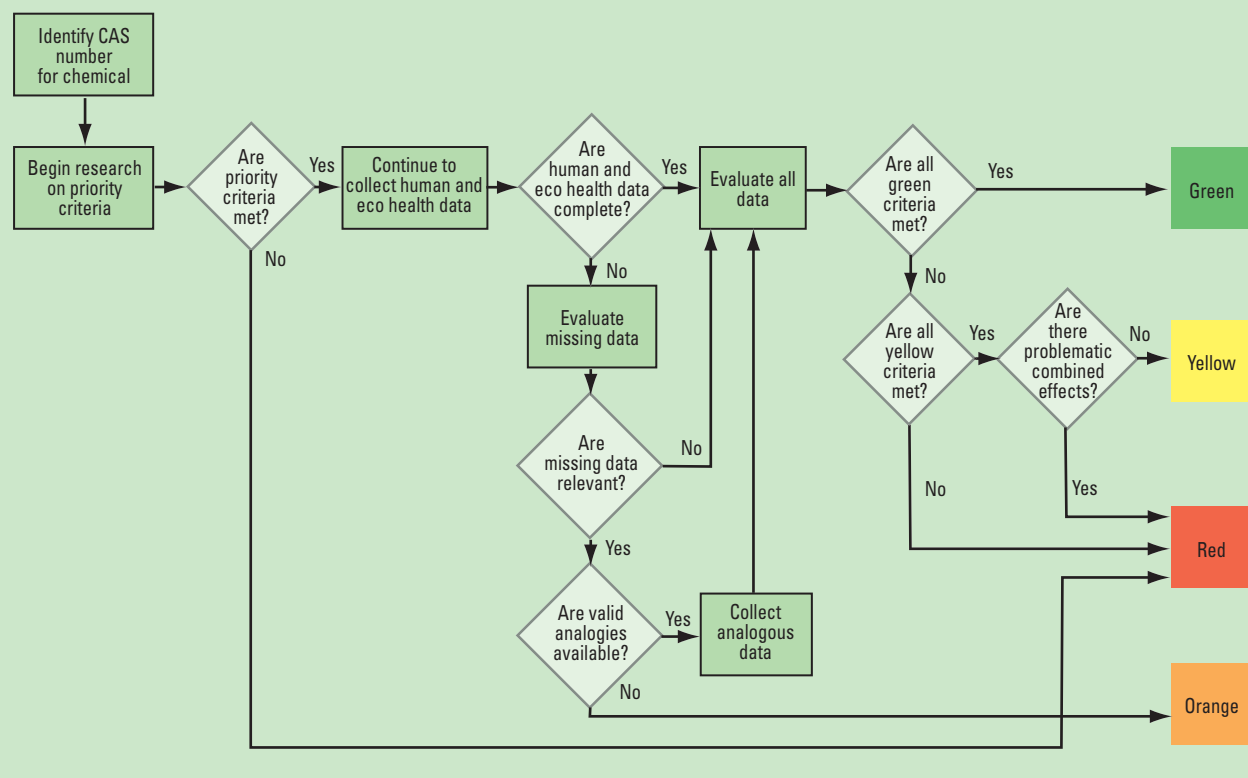 Identify CAS
number
for chemical
Begin research
on priority
criteria
Are
priority
criteria
met?
Yes
No
Continue to
collect human and
eco health data
Are
human and
eco health data
complete?
Yes
No
Evaluate
missing data
Are
missing data
relevant?
No
Yes
Are valid
analogies
available?
Yes
No
Collect
analogous
data
Evaluate all
data
Are all
green
criteria
met?
Yes
No
Are all
yellow
criteria
met?
Yes
No
Are
there
problematic
combined
effects?
No
Yes
Green
Yellow
Red
Orange